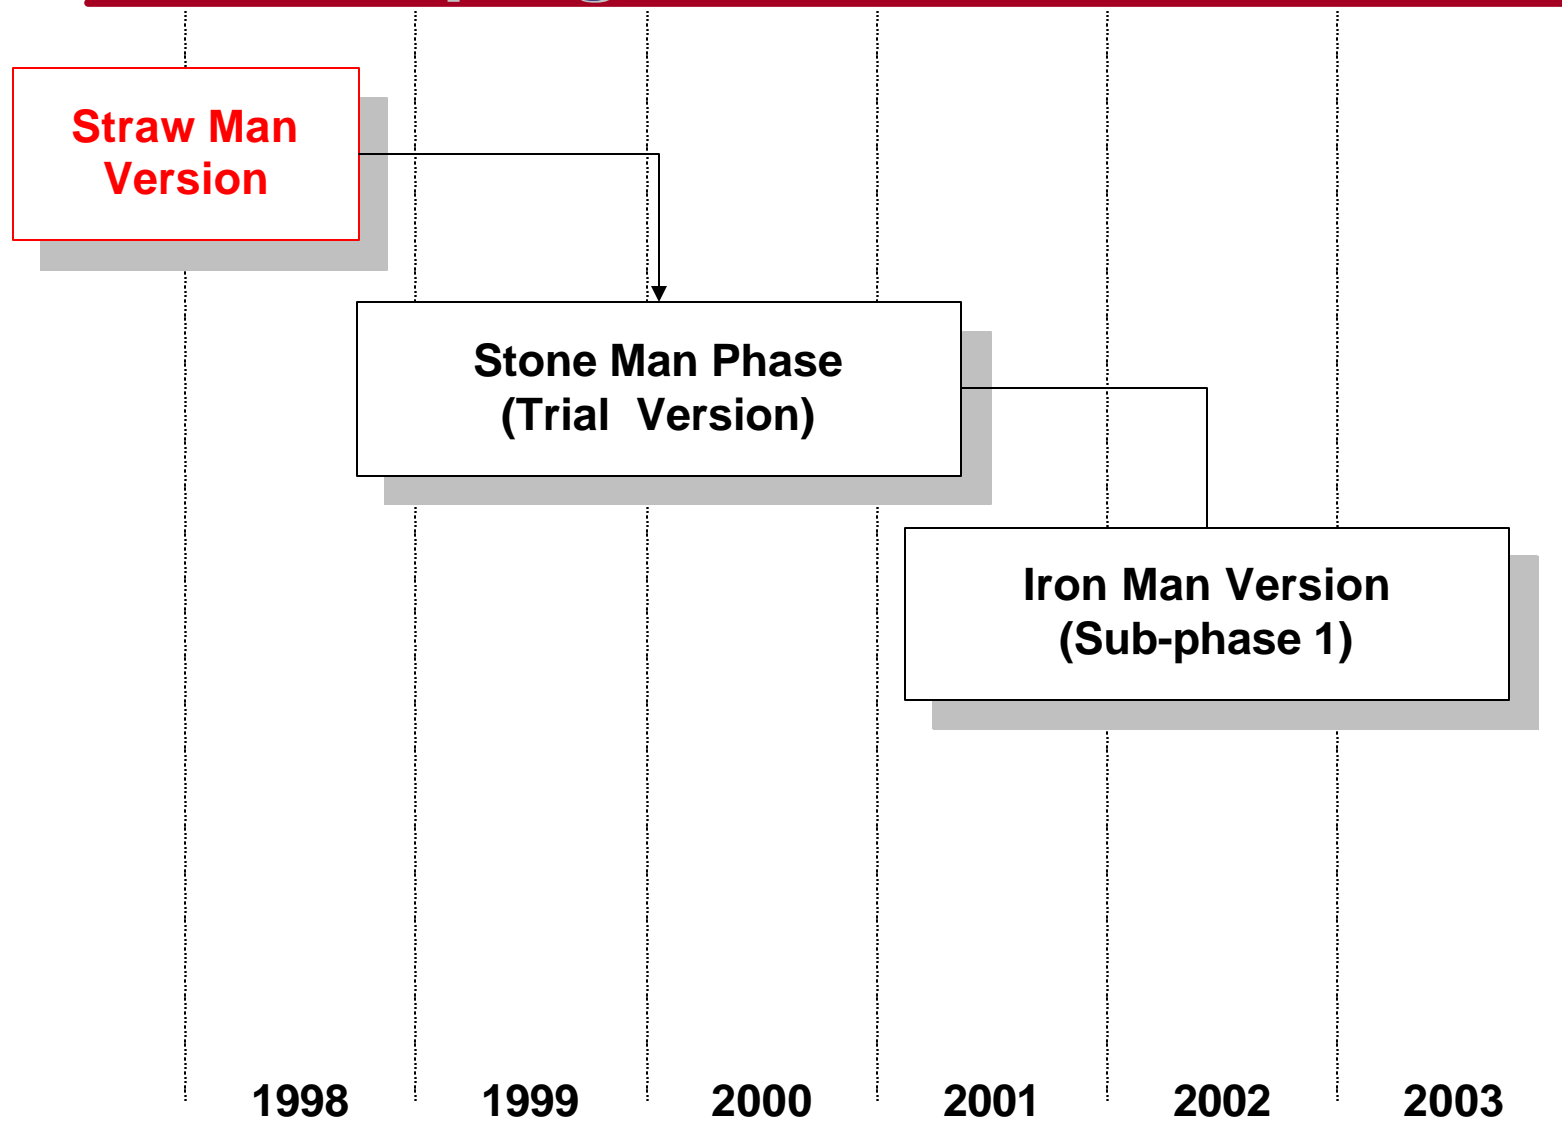 Straw Man
Version
Stone Man Phase
(Trial Version)
Iron Man Version
(Sub-phase 1)
1998 1999 2000 2001 2002 2003